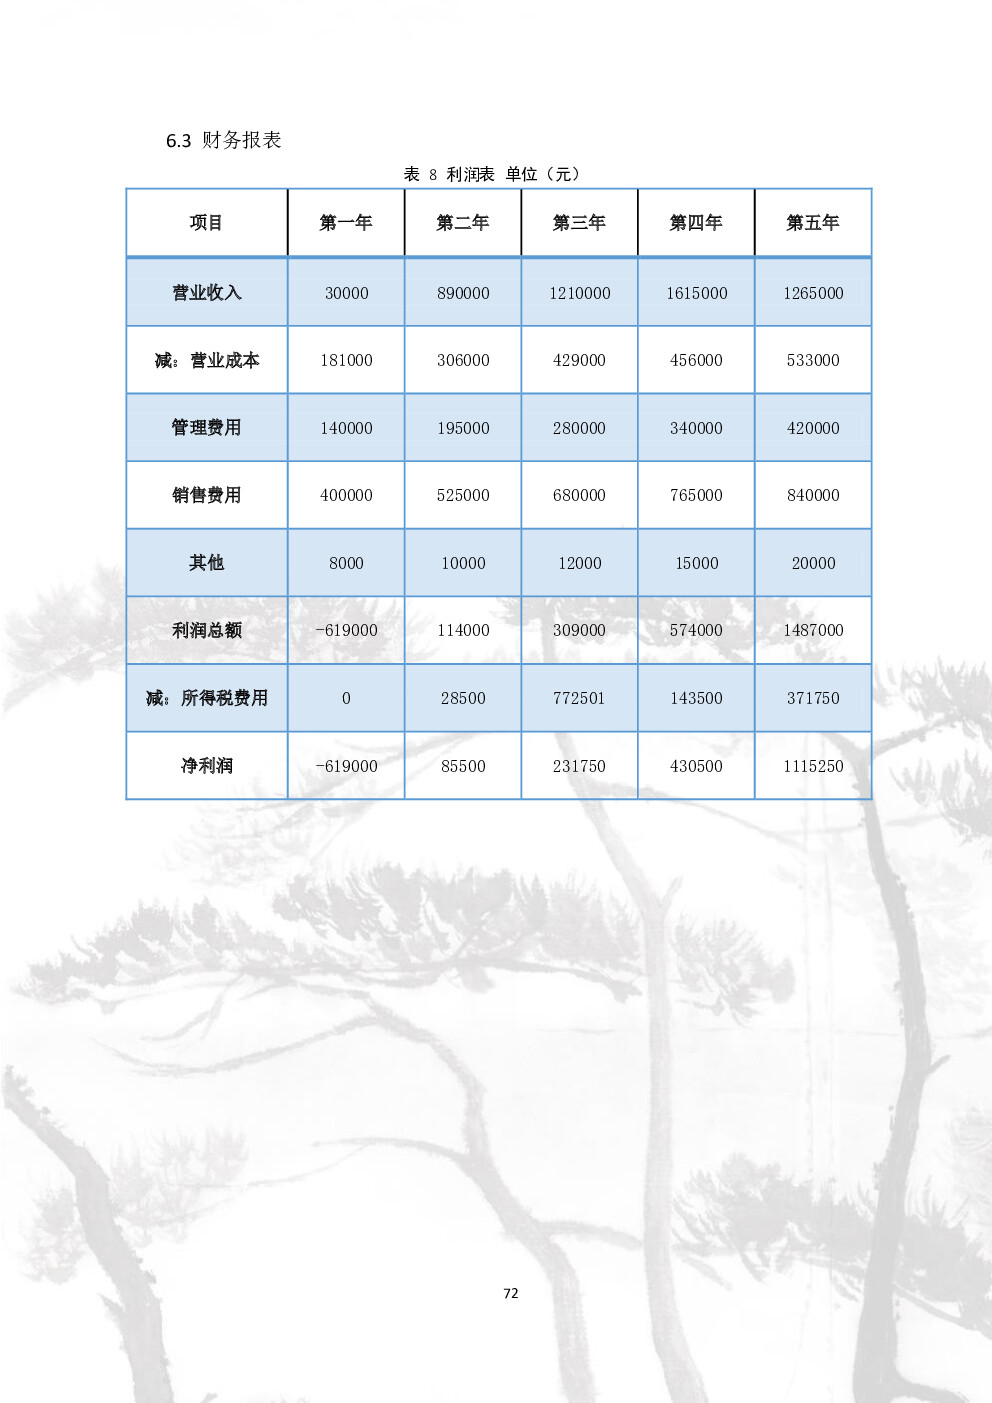 6.3 财务报表
表 8 利润表 单位（元）
项目 第一年 第二年 第三年 第四年 第五年
营业收入 30000 890000 1210000 1615000 1265000
减：营业成本 181000 306000 429000 456000 533000
管理费用 140000 195000 280000 340000 420000
销售费用 400000 525000 680000 765000 840000
其他 8000 10000 12000 15000 20000
利润总额 -619000 114000 309000 574000 1487000
减：所得税费用 0 28500 772501 143500 371750
净利润 -619000 85500 231750 430500 1115250
72